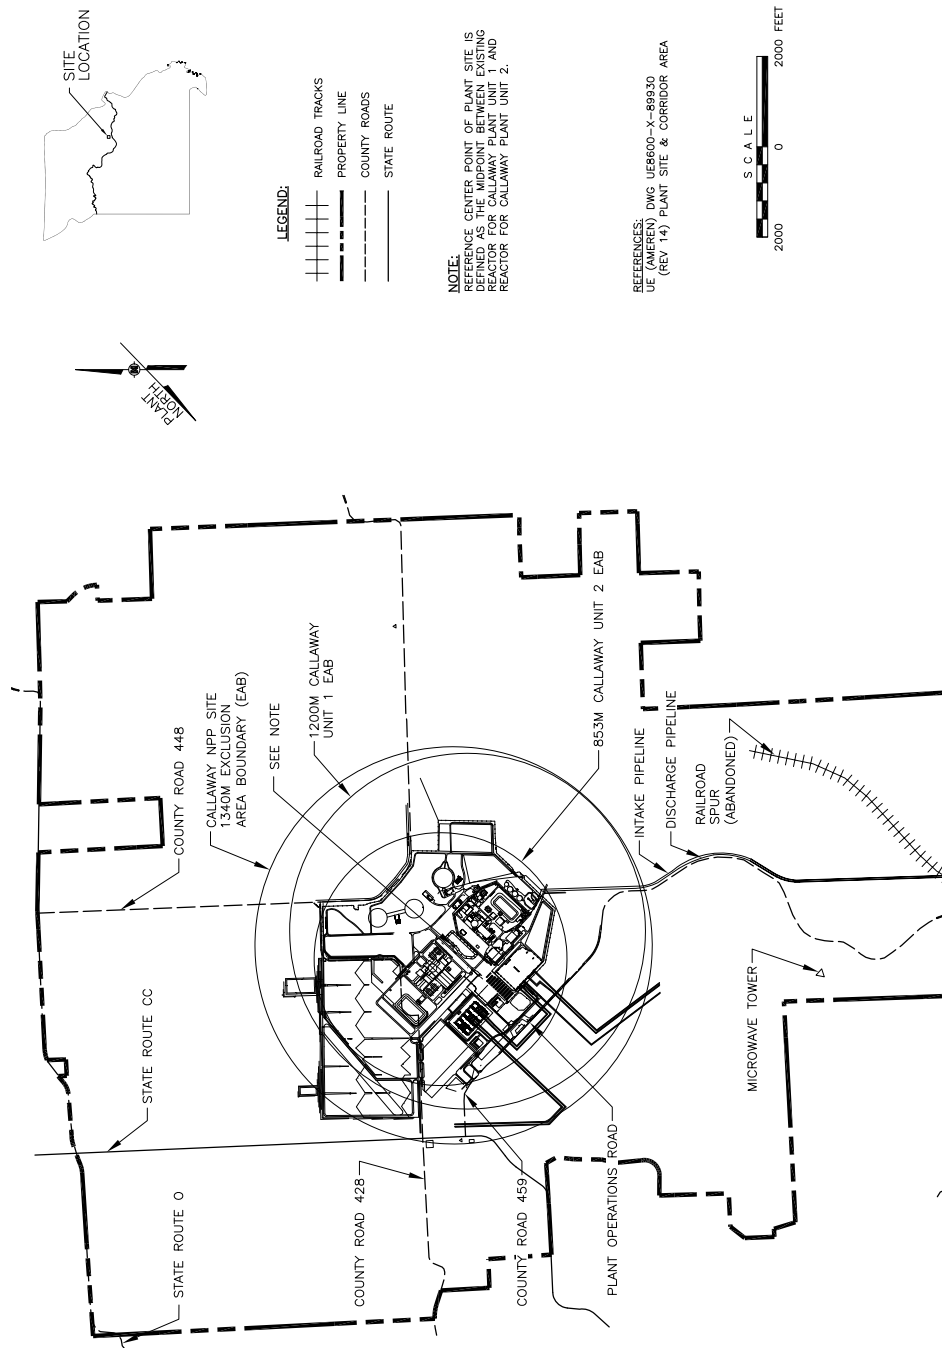 SITE
LOCATION
LEGEND:
RAILROAD TRACKS
PROPERTY LINE
COUNTY ROADS
STATE ROUTE
NOTE:
REFERENCE CENTER POINT OF PLANT SITE IS
DEFINED AS THE MIDPOINT BETWEEN EXISTING
REACTOR FOR CALLAWAY PLANT UNIT 1 AND
REACTOR FOR CALLAWAY PLANT UNIT 2.
REFERENCES:
UE (AMEREN) DWG UE8600-X-89930
(REV 14) PLANT SITE & CORRIDOR AREA
SCALE
2000 0 2000 FEET
PLANT
NORTH
COUNTY ROAD 448
CALLAWAY NPP SITE
1340M EXCLUSION
AREA BOUNDARY (EAB)
SEE NOTE
1200M CALLAWAY
UNIT 1 EAB
853M CALLAWAY UNIT 2 EAB
INTAKE PIPELINE
DISCHARGE PIPELINE
RAILROAD
SPUR
(ABANDONED)
STATE ROUTE CC
MICROWAVE TOWER
STATE ROUTE O
COUNTY ROAD 428
COUNTY ROAD 459
PLANT OPERATIONS ROAD